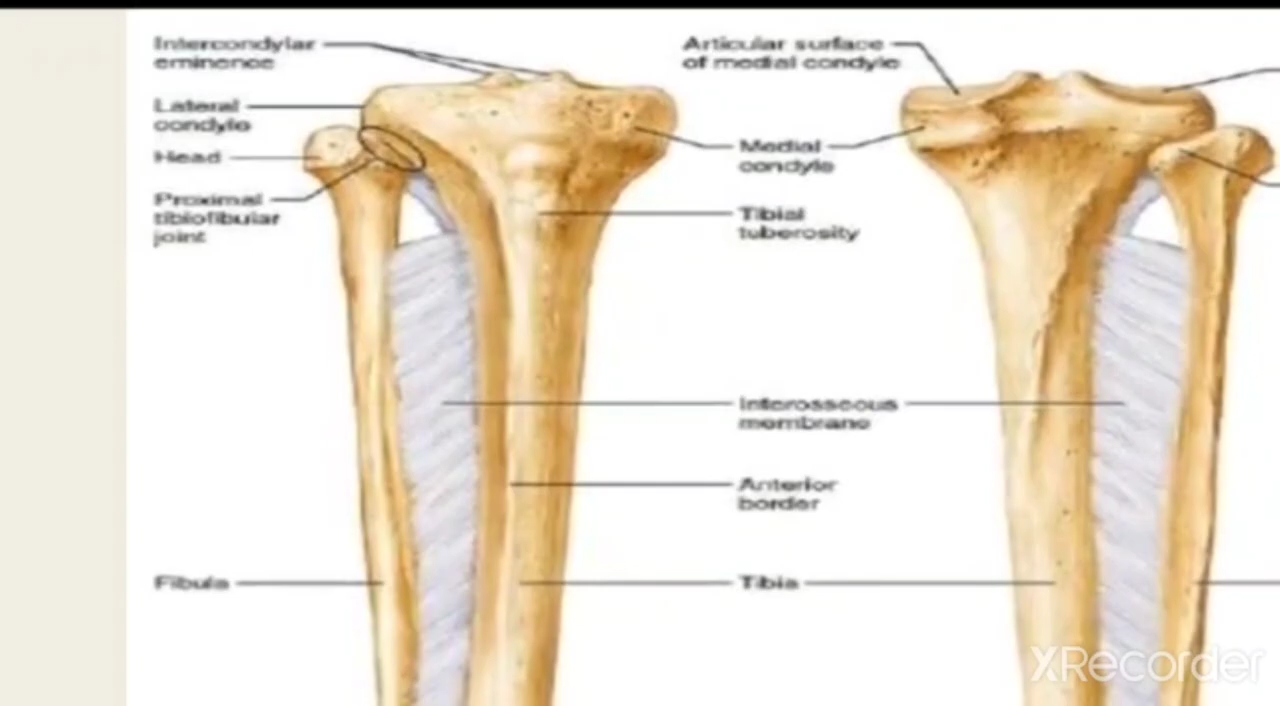 Intercondylar
eminence
Lateral
condyle
Head
Proximal
tibiofibular
joint
Fibula
Articular surface
of medial condyle
Medial
condyle
Tibial
tuberosity
Interosseous
membrane
Anterior
border
Tibia
XRecorder